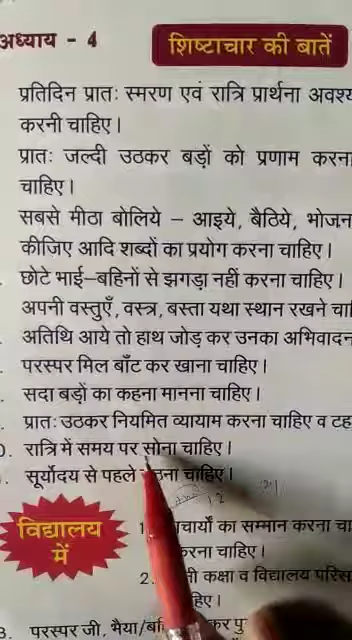 अध्याय - 4
शिष्टाचार की बातें
प्रतिदिन प्रातः स्मरण एवं रात्रि प्रार्थना अवश्य
करनी चाहिए।
प्रातः जल्दी उठकर बड़ों को प्रणाम करना
चाहिए।
सबसे मीठा बोलिये – आइये, बैठिये, भोजन
कीजिए आदि शब्दों का प्रयोग करना चाहिए।
छोटे भाई–बहिनों से झगड़ा नहीं करना चाहिए।
अपनी वस्तुएँ, वस्त्र, बस्ता यथा स्थान रखने
अतिथि आये तो हाथ जोड़ कर उनका अभिवादन
परस्पर मिल बाँट कर खाना चाहिए।
सदा बड़ों का कहना मानना चाहिए।
प्रातः उठकर नियमित व्यायाम करना चाहिए व
रात्रि में समय पर सोना चाहिए।
सूर्योदय से पहले चाहिए।
विद्यालय
में
1. का सम्मान करना
करना चाहिए।
2. कक्षा व विद्यालय
3. परस्पर जी, भैया/ कर